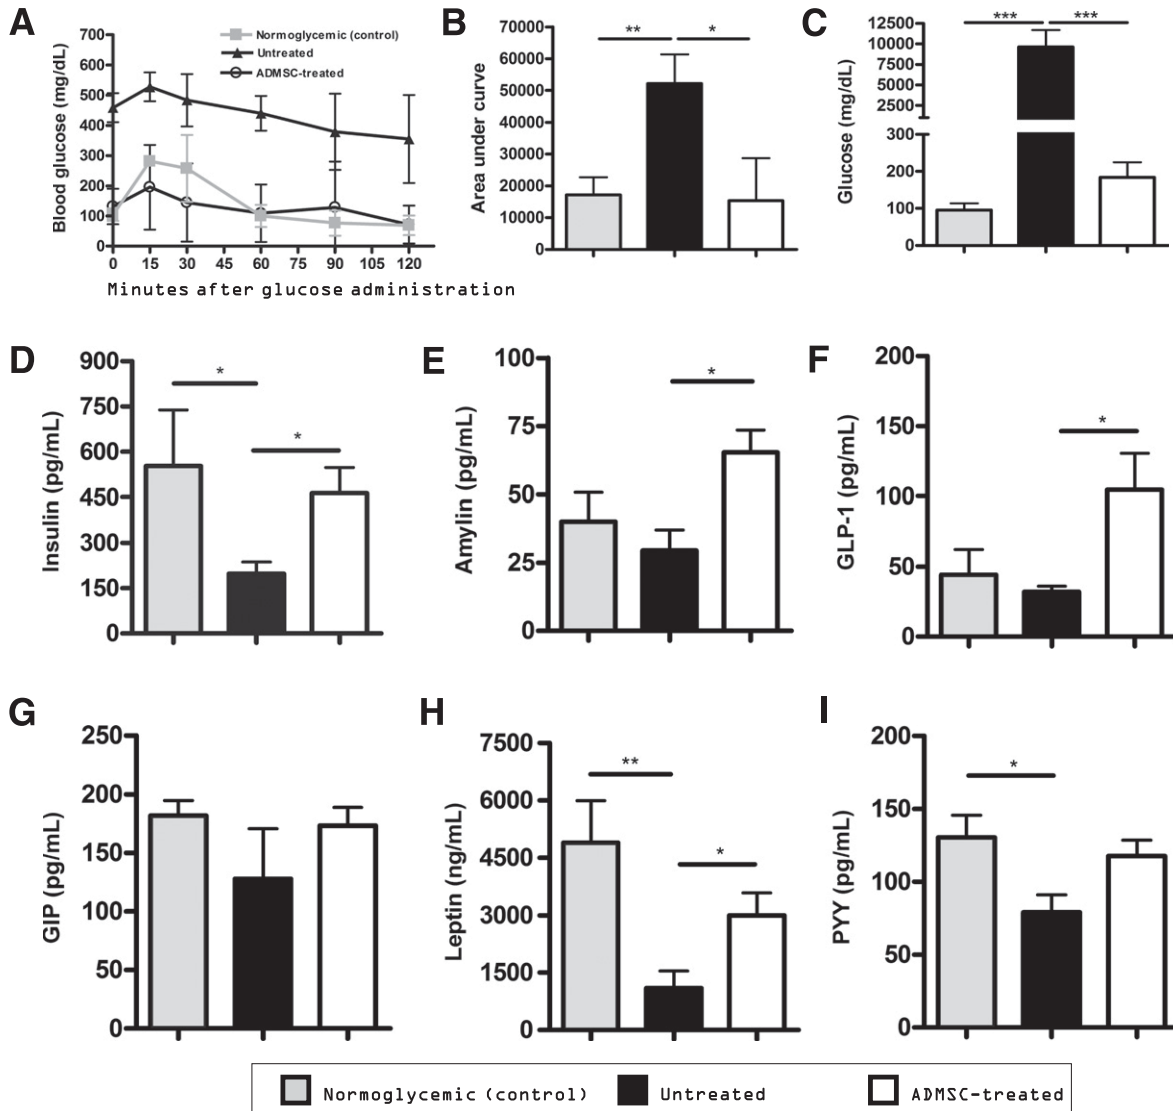 A
Blood glucose (mg/dL)
700
600
500
400
300
200
100
0
0 15 30 45 60 75 90 105 120
Minutes after glucose administration
Normoglycemic (control)
Untreated
ADMSC-treated
B
Area under curve
70000
60000
50000
40000
30000
20000
10000
0
** *
C
Glucose (mg/dL)
12500
10000
7500
5000
2500
300
200
100
0
*** ***
D
Insulin (pg/mL)
900
750
600
450
300
150
0
*
*
E
Amylin (pg/mL)
100
75
50
25
0
*
F
GLP-1 (pg/mL)
200
150
100
50
0
*
G
GIP (pg/mL)
250
200
150
100
50
0
H
Leptin (ng/mL)
7500
6000
4500
3000
1500
0
**
*
I
PYY (pg/mL)
200
150
100
50
0
*
Normoglycemic (control) Untreated ADMSC-treated